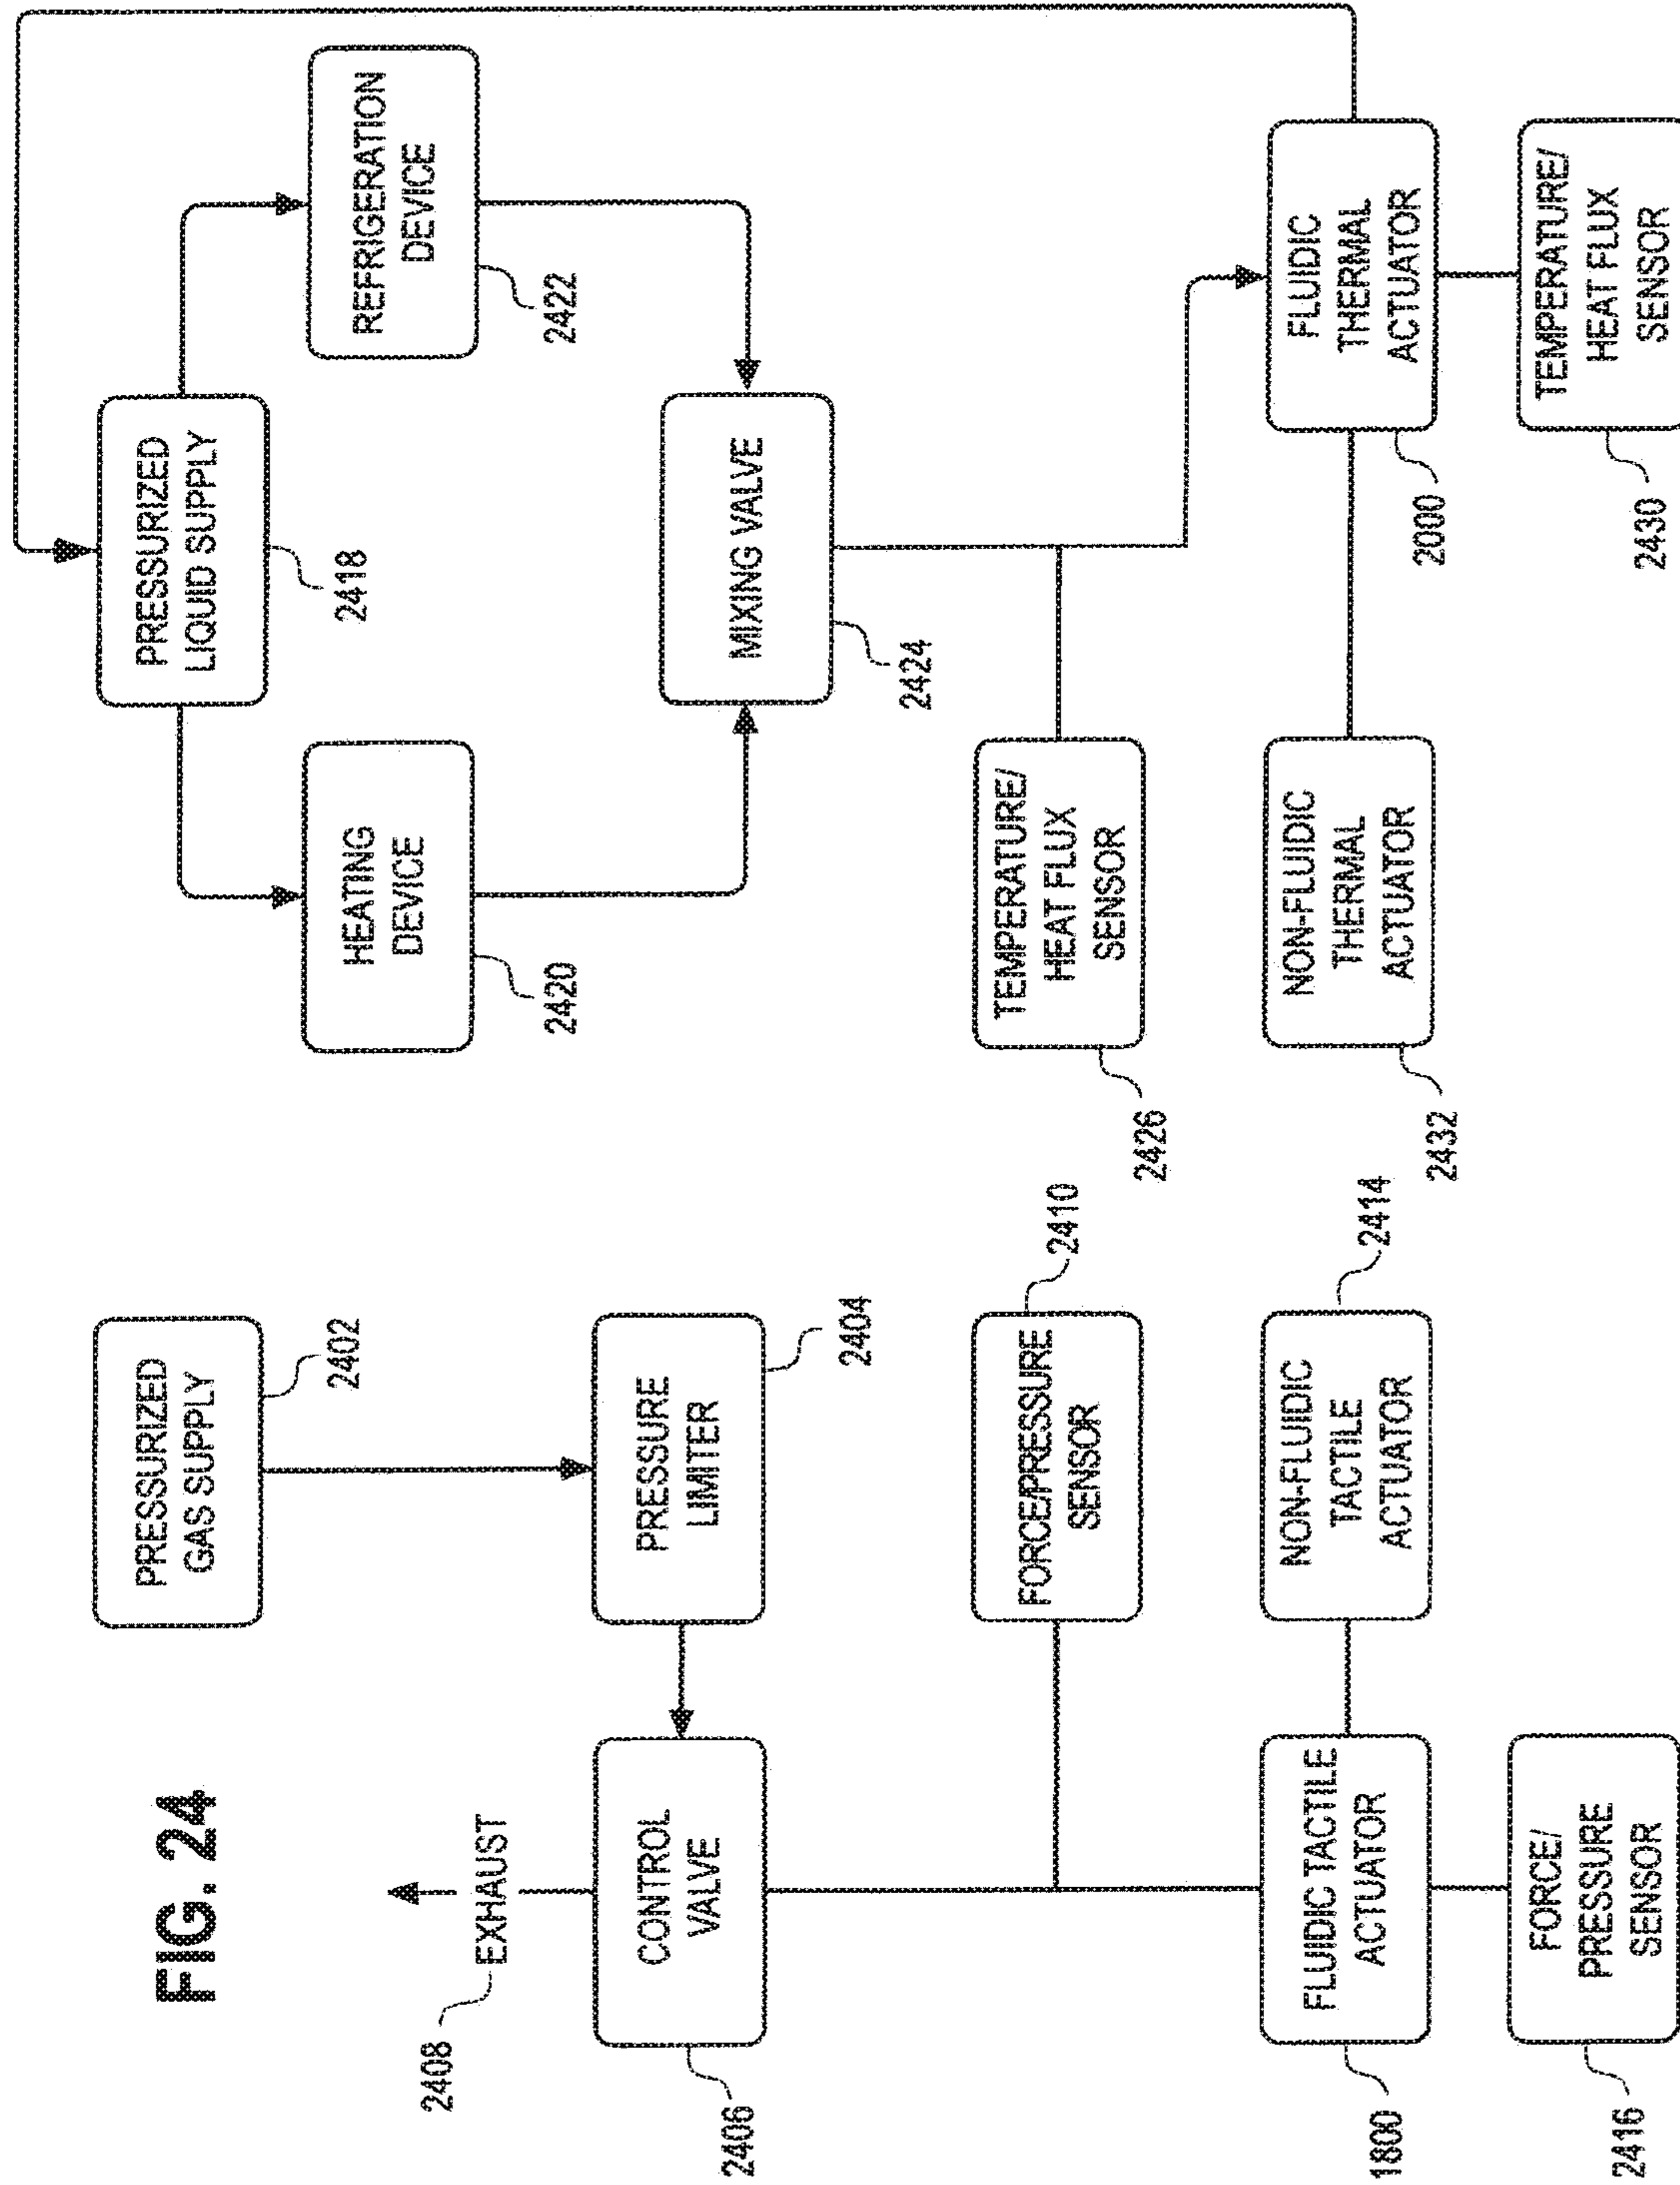 FIG. 24
PRESSURIZED
GAS SUPPLY
2402
PRESSURE
LIMITER
2404
2408
EXHAUST
CONTROL
VALVE
2406
FORCE/PRESSURE
SENSOR
2410
FLUIDIC TACTILE
ACTUATOR
1800
NON-FLUIDIC
TACTILE
ACTUATOR
2414
FORCE/
PRESSURE
SENSOR
2416
PRESSURIZED
LIQUID SUPPLY
2418
HEATING
DEVICE
2420
REFRIGERATION
DEVICE
2422
MIXING VALVE
2424
TEMPERATURE/
HEAT FLUX
SENSOR
2426
NON-FLUIDIC
THERMAL
ACTUATOR
2432
FLUIDIC
THERMAL
ACTUATOR
2000
TEMPERATURE/
HEAT FLUX
SENSOR
2430